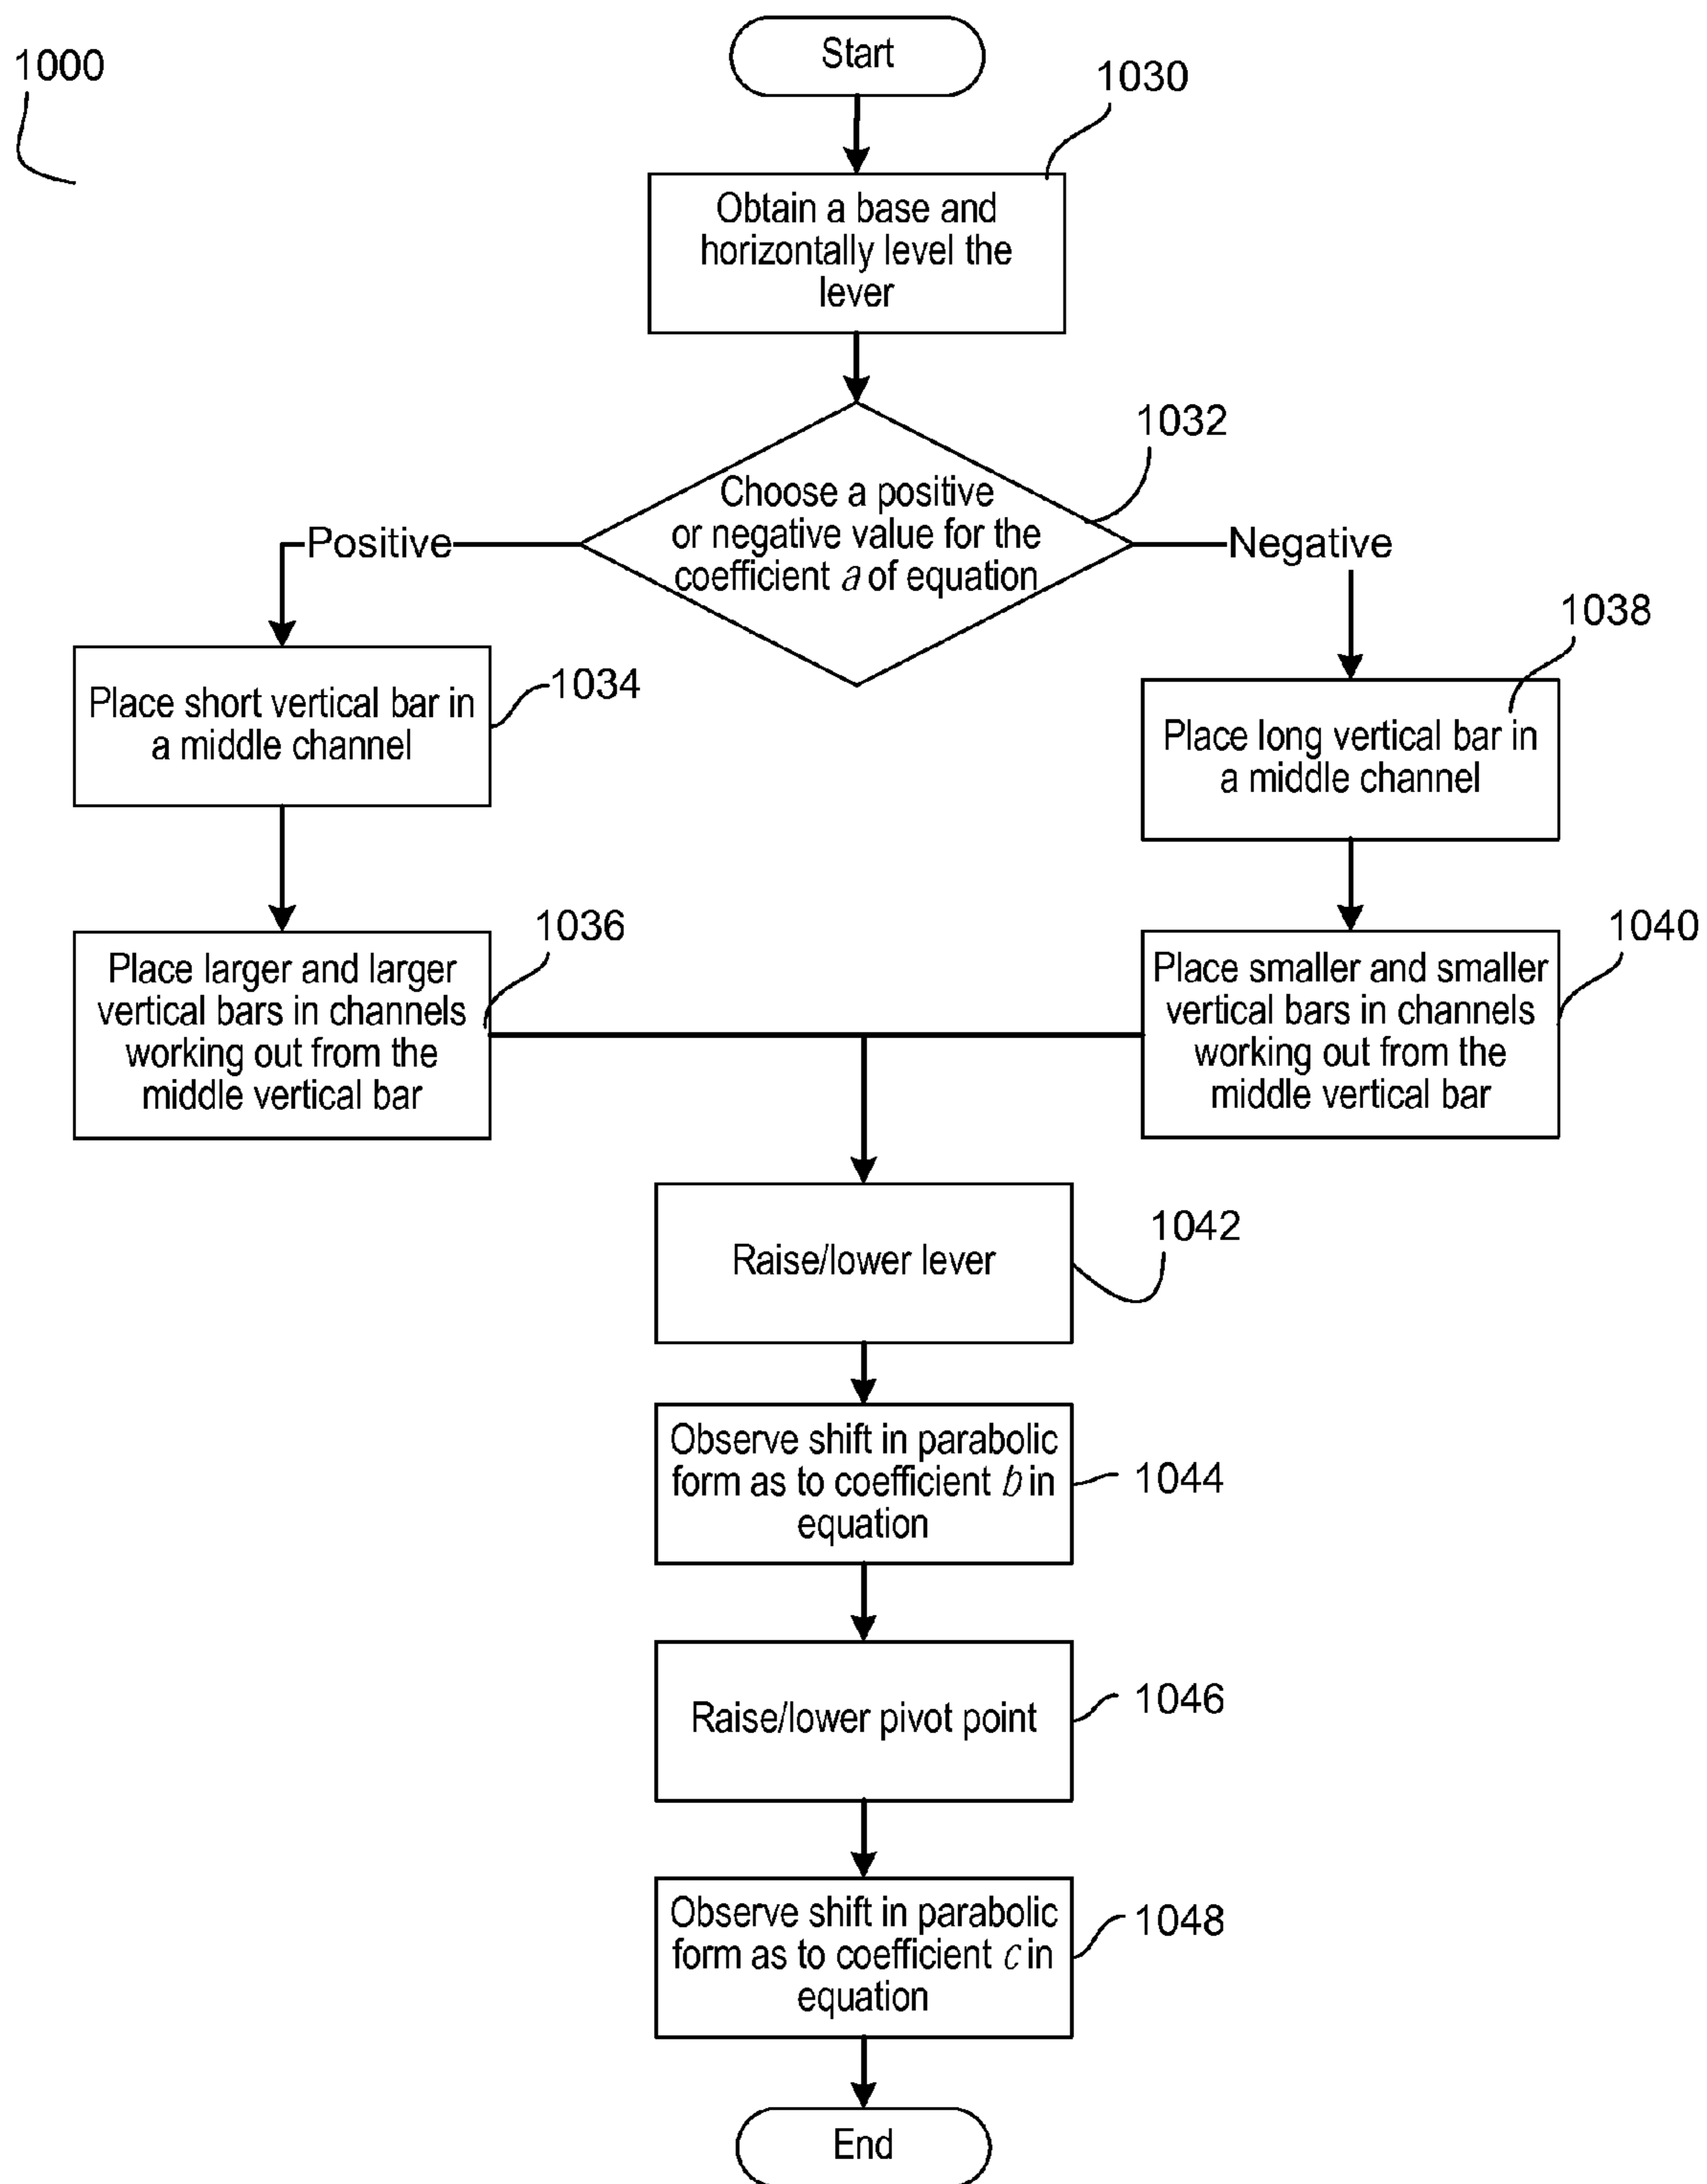 Start
1000
1030
Obtain a base and
horizontally level the
lever
1032
Choose a positive
or negative value for the
coefficient a of equation
Positive
Negative
1038
1034
Place short vertical bar in
a middle channel
Place long vertical bar in
a middle channel
1036
1040
Place larger and larger
vertical bars in channels
working out from the
middle vertical bar
Place smaller and smaller
vertical bars in channels
working out from the
middle vertical bar
1042
Raise/lower lever
Observe shift in parabolic
form as to coefficient b in
equation
1044
Raise/lower pivot point
1046
Observe shift in parabolic
form as to coefficient c in
equation
1048
End